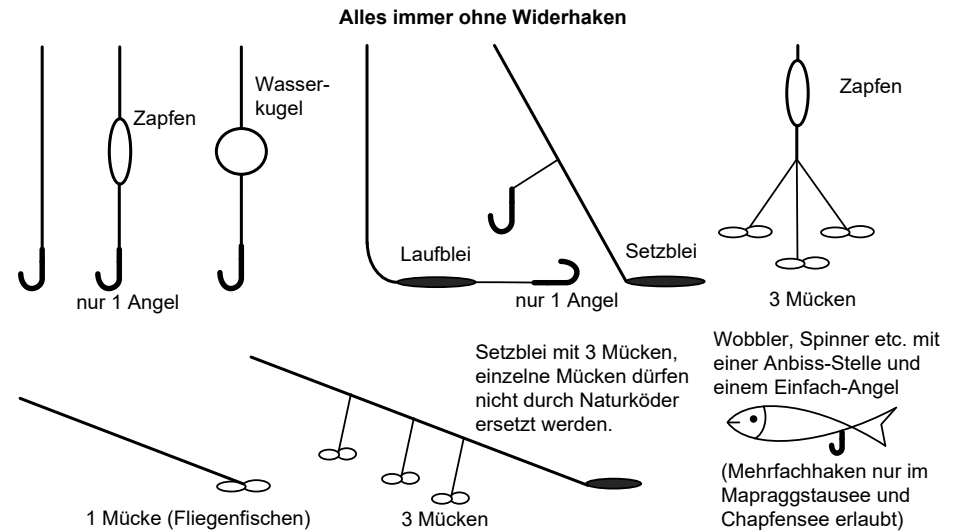 Alles immer ohne Widerhaken
Zapfen
Wasser-
kugel
nur 1 Angel
Laufblei
Setzblei
nur 1 Angel
Zapfen
3 Mücken
1 Mücke (Fliegenfischen)
3 Mücken
Setzblei mit 3 Mücken,
einzelne Mücken dürfen
nicht durch Naturköder
ersetzt werden.
Wobbler, Spinner etc. mit
einer Anbiss-Stelle und
einem Einfach-Angel
(Mehrfachhaken nur im
Mapraggstausee und
Chapfensee erlaubt)